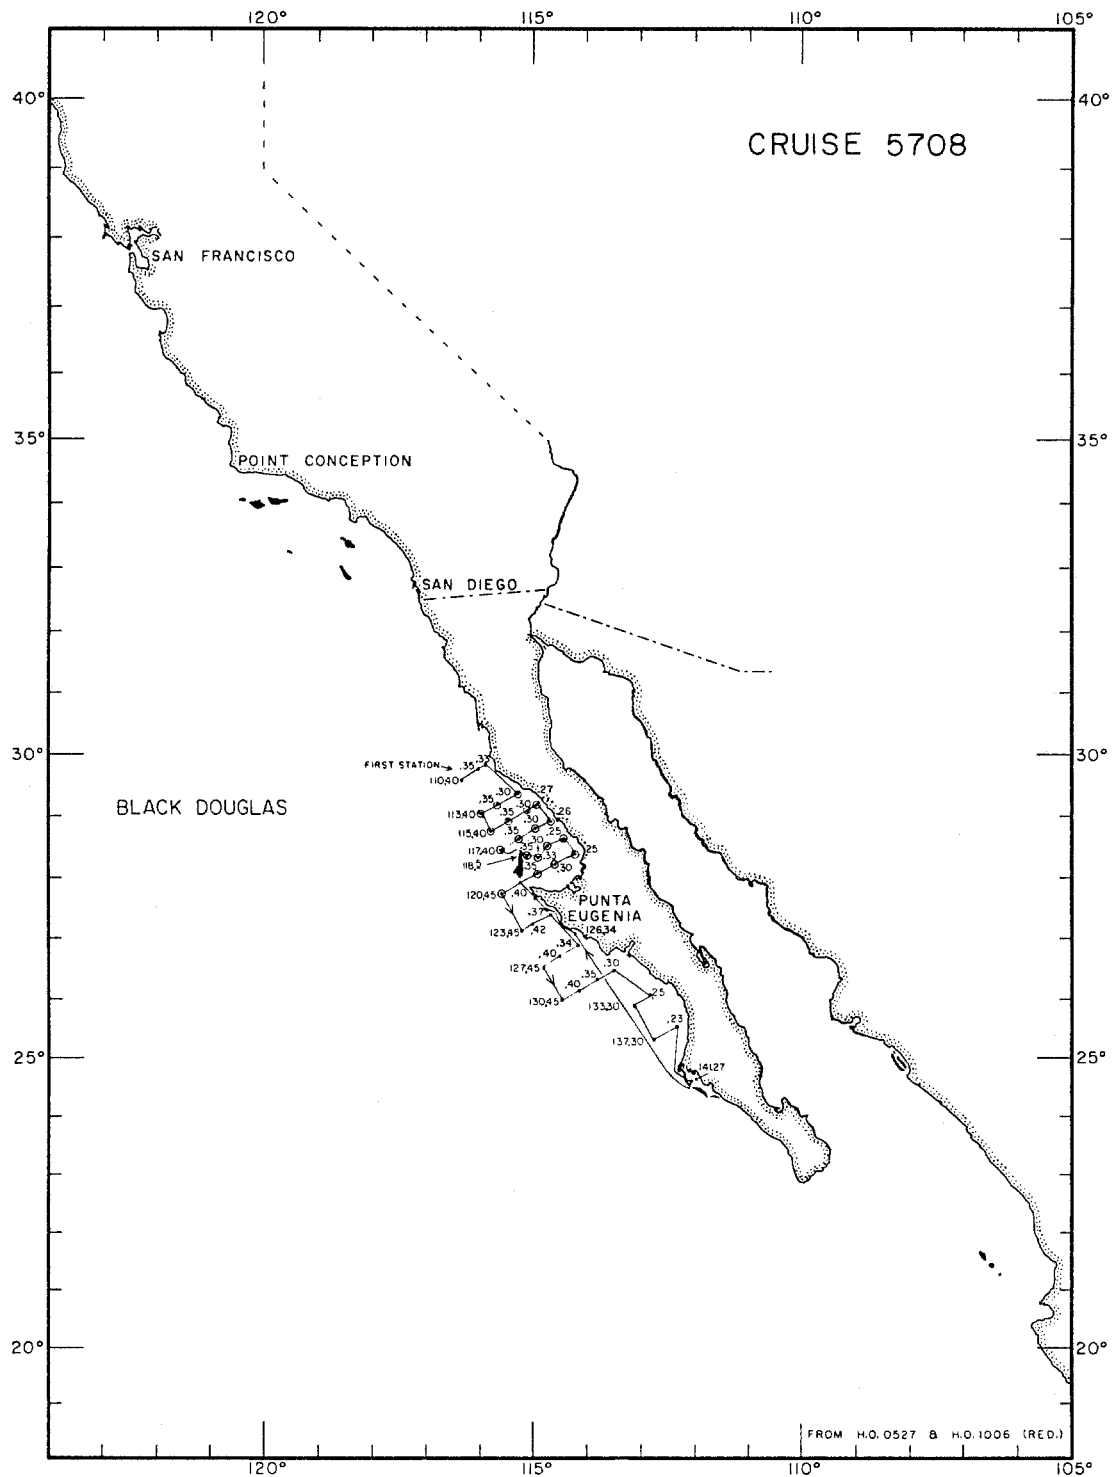 120° 115° 110° 105°
40° 40°
CRUISE 5708
SAN FRANCISCO
35° 35°
POINT CONCEPTION
SAN DIEGO
30° 30°
FIRST STATION
.35 .33
110,40
BLACK DOUGLAS
.35 .30 .27
113,40 .35 .30 .26
115,40 .35 .30 .25
117,40 .35 .33 .25
.35 .30
120,45 .40
PUNTA
EUGENIA
.37
123,45 .42 126,34
.34
.40 .30
127,45 .35
.40
130,45 .25
133,30
.23
137,30
25° 25°
141,27
20° 20°
FROM H.O. 0527 & H.O. 1006 (RED.)
120° 115° 110° 105°